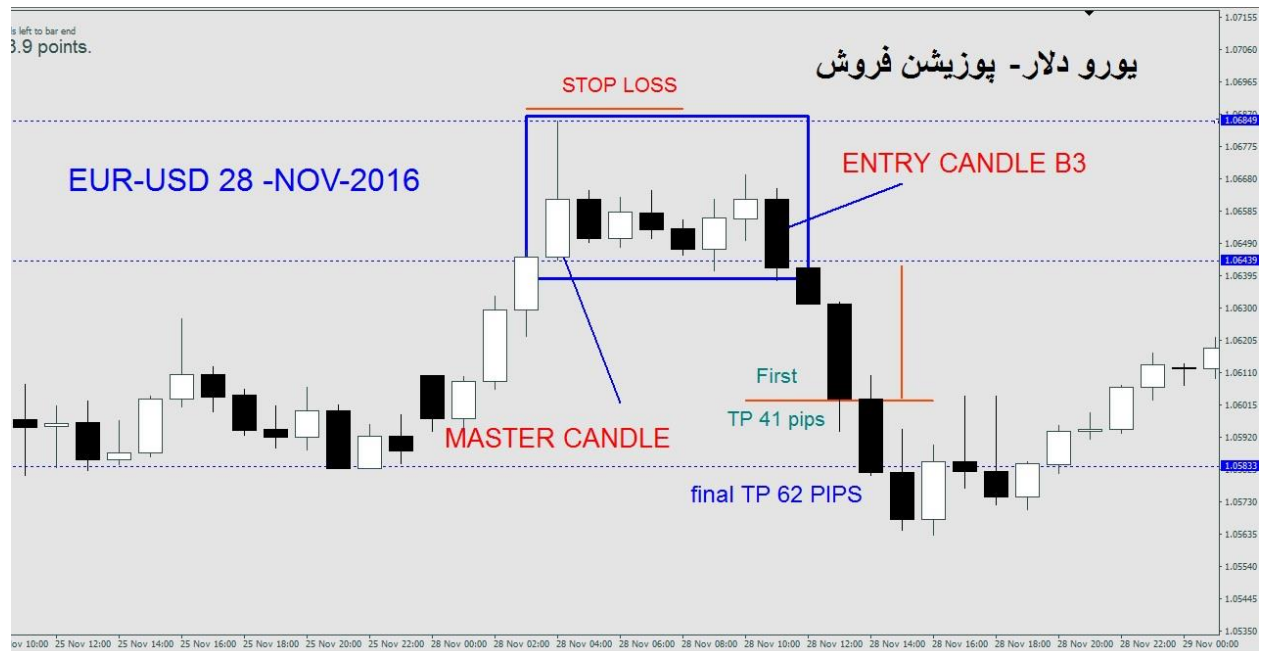 s left to bar end
3.9 points.
یورو دلار- پوزیشن فروش
STOP LOSS
EUR-USD 28 -NOV-2016
ENTRY CANDLE B3
MASTER CANDLE
First
TP 41 pips
final TP 62 PIPS
1.07155
1.07060
1.06965
1.06849
1.06775
1.06680
1.06585
1.06490
1.06439
1.06395
1.06300
1.06205
1.06110
1.06015
1.05920
1.05833
1.05730
1.05635
1.05540
1.05445
1.05350
ov 10:00 25 Nov 12:00 25 Nov 14:00 25 Nov 16:00 25 Nov 18:00 25 Nov 20:00 25 Nov 22:00 28 Nov 00:00 28 Nov 02:00 28 Nov 04:00 28 Nov 06:00 28 Nov 08:00 28 Nov 10:00 28 Nov 12:00 28 Nov 14:00 28 Nov 16:00 28 Nov 18:00 28 Nov 20:00 28 Nov 22:00 29 Nov 00:00